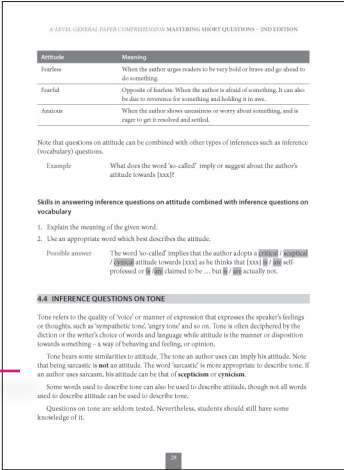 A-LEVEL GENERAL PAPER COMPREHENSION MASTERING SHORT QUESTIONS – 2ND EDITION
Attitude Meaning
Fearless When the author urges readers to be very bold or brave and go ahead to
do something.
Fearful Opposite of fearless. When the author is afraid of something. It can also
be due to reverence for something and holding it in awe.
Anxious When the author shows uneasiness or worry about something, and is
eager to get it resolved and settled.
Note that questions on attitude can be combined with other types of inferences such as inference
(vocabulary) questions.
Example What does the word 'so-called' imply or suggest about the author's
attitude towards [xxx]?
Skills in answering inference questions on attitude combined with inference questions on
vocabulary
1. Explain the meaning of the given word.
2. Use an appropriate word which best describes the attitude.
Possible answer The word 'so-called' implies that the author adopts a critical / sceptical
/ cynical attitude towards [xxx] as he thinks that [xxx] is / are self-
professed or is /are claimed to be … but is / are actually not.
4.4 INFERENCE QUESTIONS ON TONE
Tone refers to the quality of 'voice' or manner of expression that expresses the speaker's feelings
or thoughts, such as 'sympathetic tone', 'angry tone' and so on. Tone is often deciphered by the
diction or the writer's choice of words and language while attitude is the manner or disposition
towards something – a way of behaving and feeling, or opinion.
Tone bears some similarities to attitude. The tone an author uses can imply his attitude. Note
that being sarcastic is not an attitude. The word 'sarcastic' is more appropriate to describe tone. If
an author uses sarcasm, his attitude can be that of scepticism or cynicism.
Some words used to describe tone can also be used to describe attitude, though not all words
used to describe attitude can be used to describe tone.
Questions on tone are seldom tested. Nevertheless, students should still have some
knowledge of it.
28